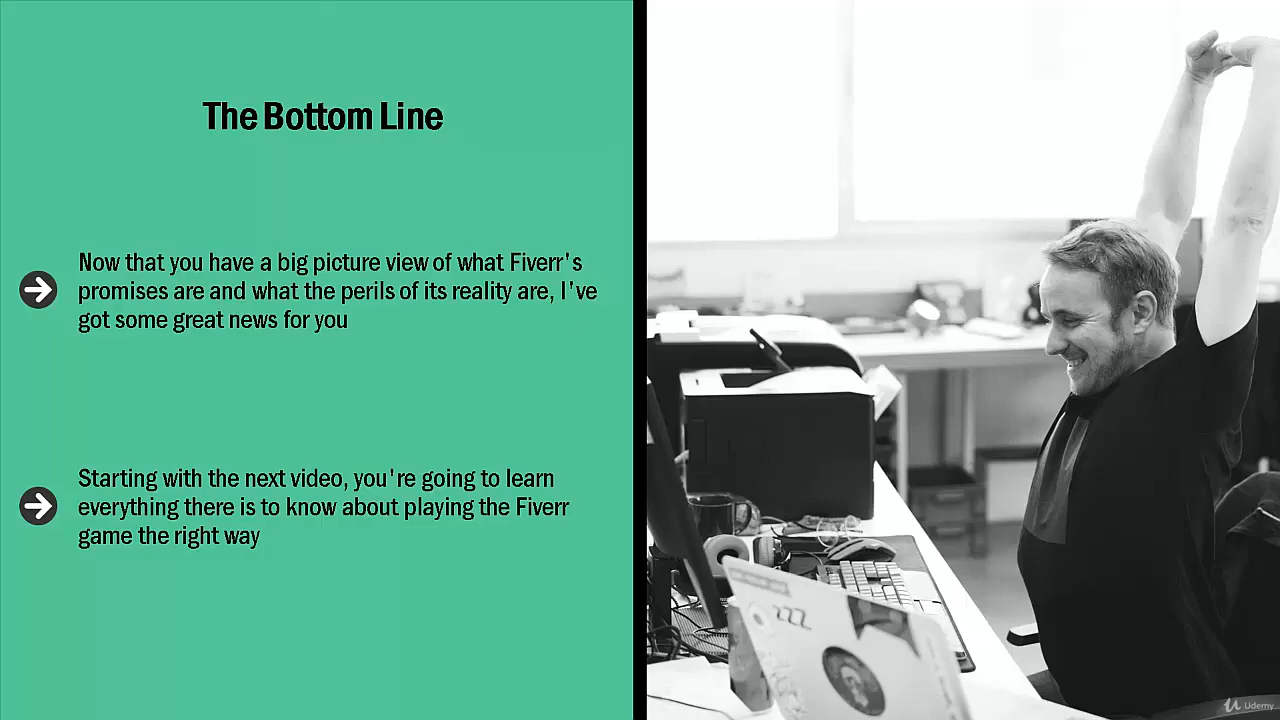 The Bottom Line
Now that you have a big picture view of what Fiverr's
promises are and what the perils of its reality are, I've
got some great news for you
Starting with the next video, you're going to learn
everything there is to know about playing the Fiverr
game the right way
zzz
Udemy